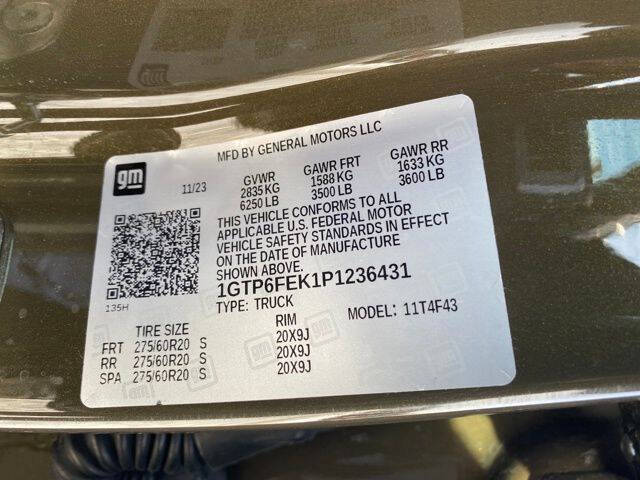 MFD BY GENERAL MOTORS LLC
gm
11/23
GVWR GAWR FRT GAWR RR
2835 KG 1588 KG 1633 KG
6250 LB 3500 LB 3600 LB
THIS VEHICLE CONFORMS TO ALL
APPLICABLE U.S. FEDERAL MOTOR
VEHICLE SAFETY STANDARDS IN EFFECT
ON THE DATE OF MANUFACTURE
SHOWN ABOVE.
135H
1GTP6FEK1P1236431
TYPE: TRUCK MODEL: 11T4F43
TIRE SIZE RIM
FRT 275/60R20 S 20X9J
RR 275/60R20 S 20X9J
SPA 275/60R20 S 20X9J